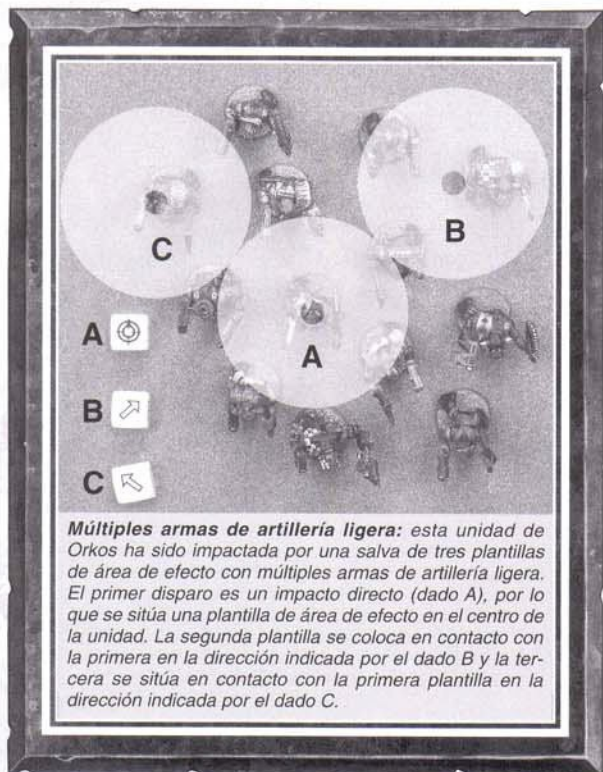 C
B
A
A
B
C
Múltiples armas de artillería ligera: esta unidad de
Orkos ha sido impactada por una salva de tres plantillas
de área de efecto con múltiples armas de artillería ligera.
El primer disparo es un impacto directo (dado A), por lo
que se sitúa una plantilla de área de efecto en el centro de
la unidad. La segunda plantilla se coloca en contacto con
la primera en la dirección indicada por el dado B y la ter-
cera se sitúa en contacto con la primera plantilla en la
dirección indicada por el dado C.